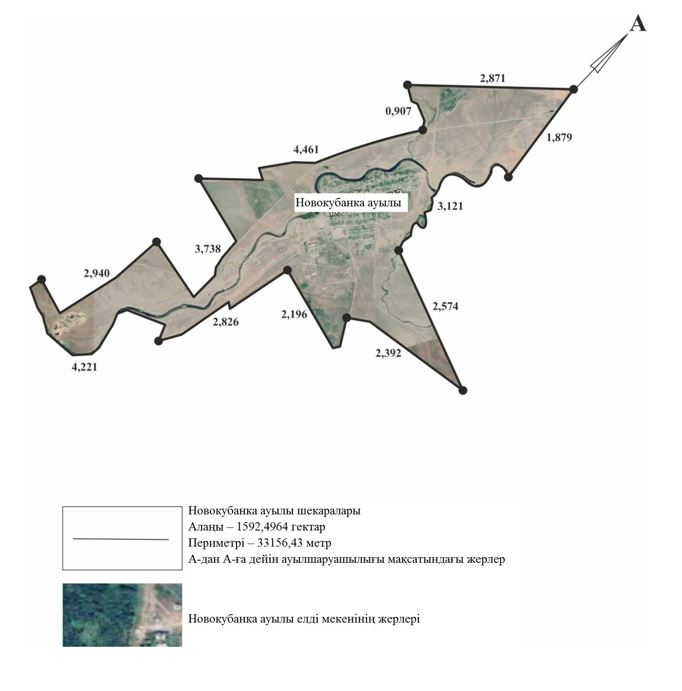 А
2,871
0,907
1,879
4,461
Новокубанка ауылы
3,121
3,738
2,940
2,574
2,196
2,826
2,392
4,221
Новокубанка ауылы шекаралары
Алаңы – 1592,4964 гектар
Периметрі – 33156,43 метр
А-дан А-ға дейін ауылшаруашылығы мақсатындағы жерлер
Новокубанка ауылы елді мекенінің жерлері